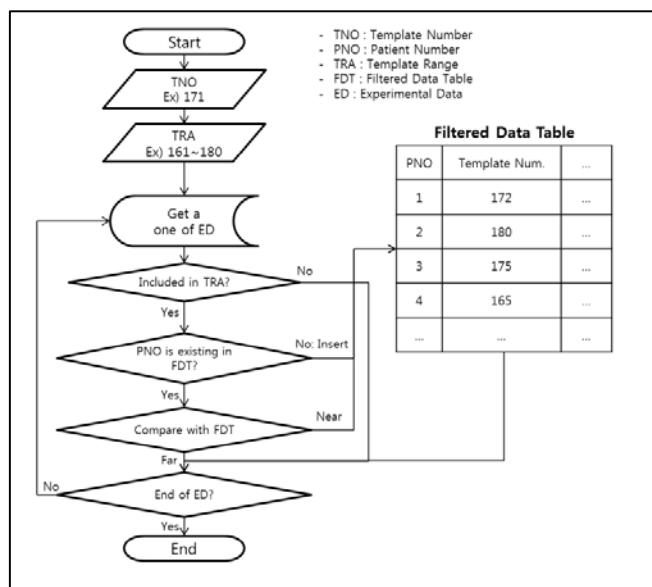 Start
TNO
Ex) 171
TRA
Ex) 161~180
Get a
one of ED
Included in TRA?
No
Yes
PNO is existing in
FDT?
No: Insert
Yes
Compare with FDT
Near
Far
No
End of ED?
Yes
End
- TNO : Template Number
- PNO : Patient Number
- TRA : Template Range
- FDT : Filtered Data Table
- ED : Experimental Data
Filtered Data Table
PNO Template Num. ...
1 172 ...
2 180 ...
3 175 ...
4 165 ...
... ... ...